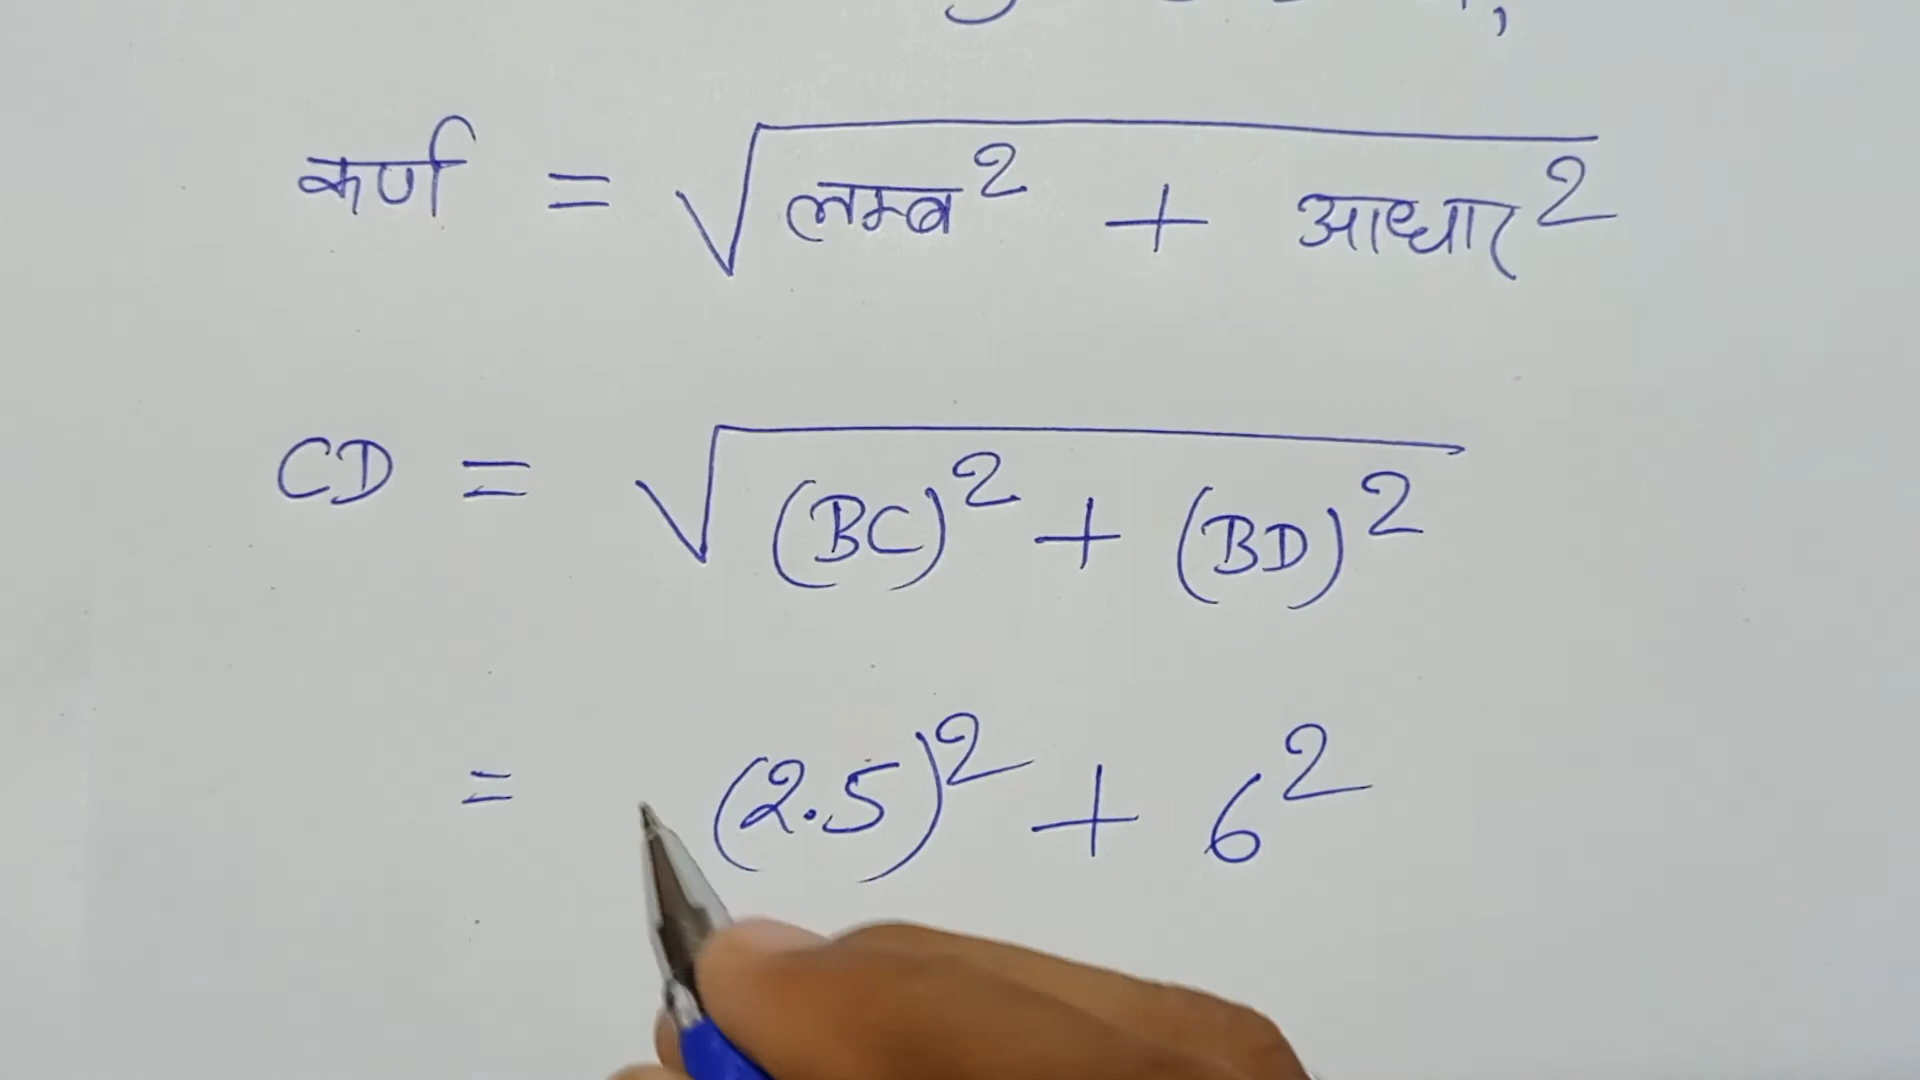 कर्ण = √लम्ब² + आधार²
CD = √(BC)² + (BD)²
= (2.5)² + 6²